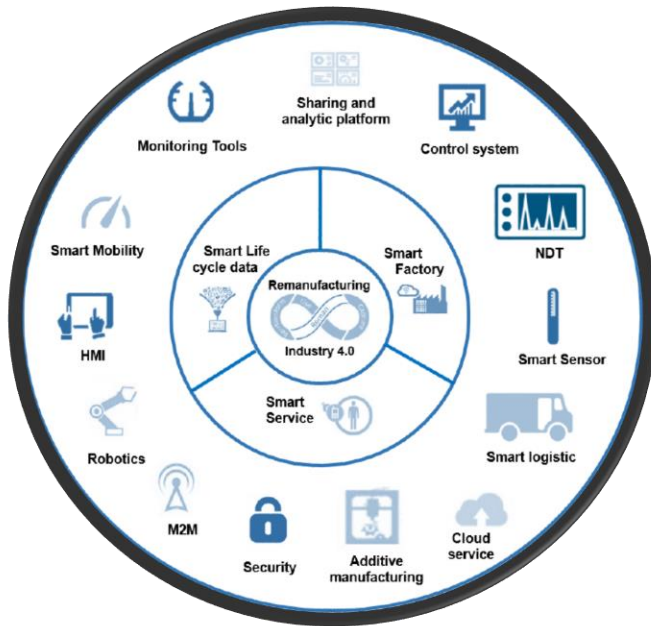 Sharing and
analytic platform
Monitoring Tools
Control system
Smart Mobility
NDT
HMI
Smart Sensor
Robotics
Smart logistic
M2M
Security
Additive
manufacturing
Cloud
service
Smart Life
cycle data
Smart
Factory
Remanufacturing
Industry 4.0
Smart
Service